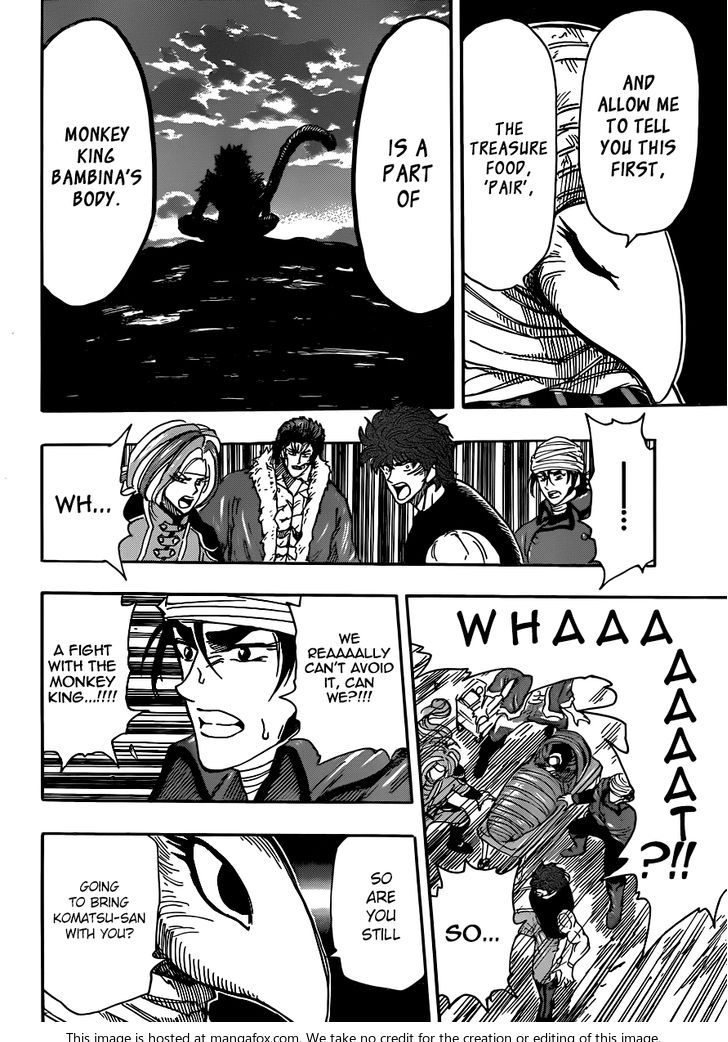 AND
ALLOW ME
TO TELL
YOU THIS
FIRST,
THE
TREASURE
FOOD,
'PAIR',
IS A
PART
OF
MONKEY
KING
BAMBINA'S
BODY.
!...
WH...
WHAAA
AAAAAT
?!!
SO...
WE
REAAAALLY
CAN'T AVOID
IT, CAN
WE?!!!
A FIGHT
WITH THE
MONKEY
KING...!!!!
SO
ARE
YOU
STILL
GOING
TO BRING
KOMATSU-SAN
WITH YOU?
This image is hosted at mangafox.com. We take no credit for the creation or editing of this image.